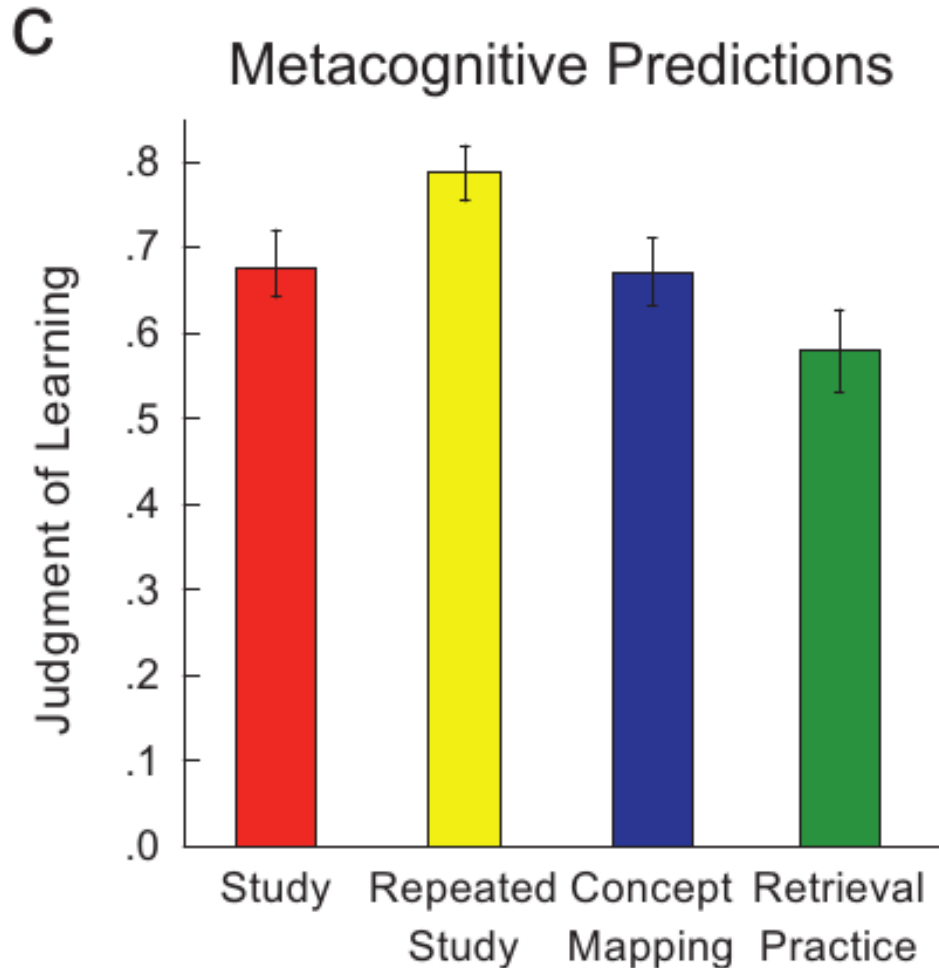 C
Metacognitive Predictions
Judgment of Learning
.8
.7
.6
.5
.4
.3
.2
.1
.0
Study
Repeated Study
Concept Mapping
Retrieval Practice